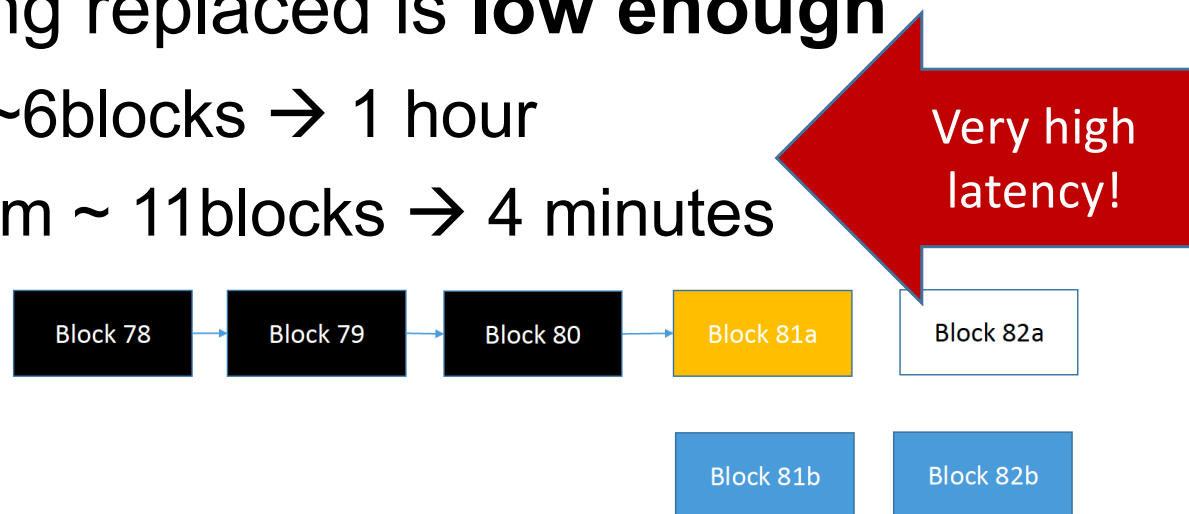 ng replaced is low enough
~6blocks → 1 hour
m ~ 11blocks → 4 minutes
Very high
latency!
Block 78
Block 79
Block 80
Block 81a
Block 82a
Block 81b
Block 82b